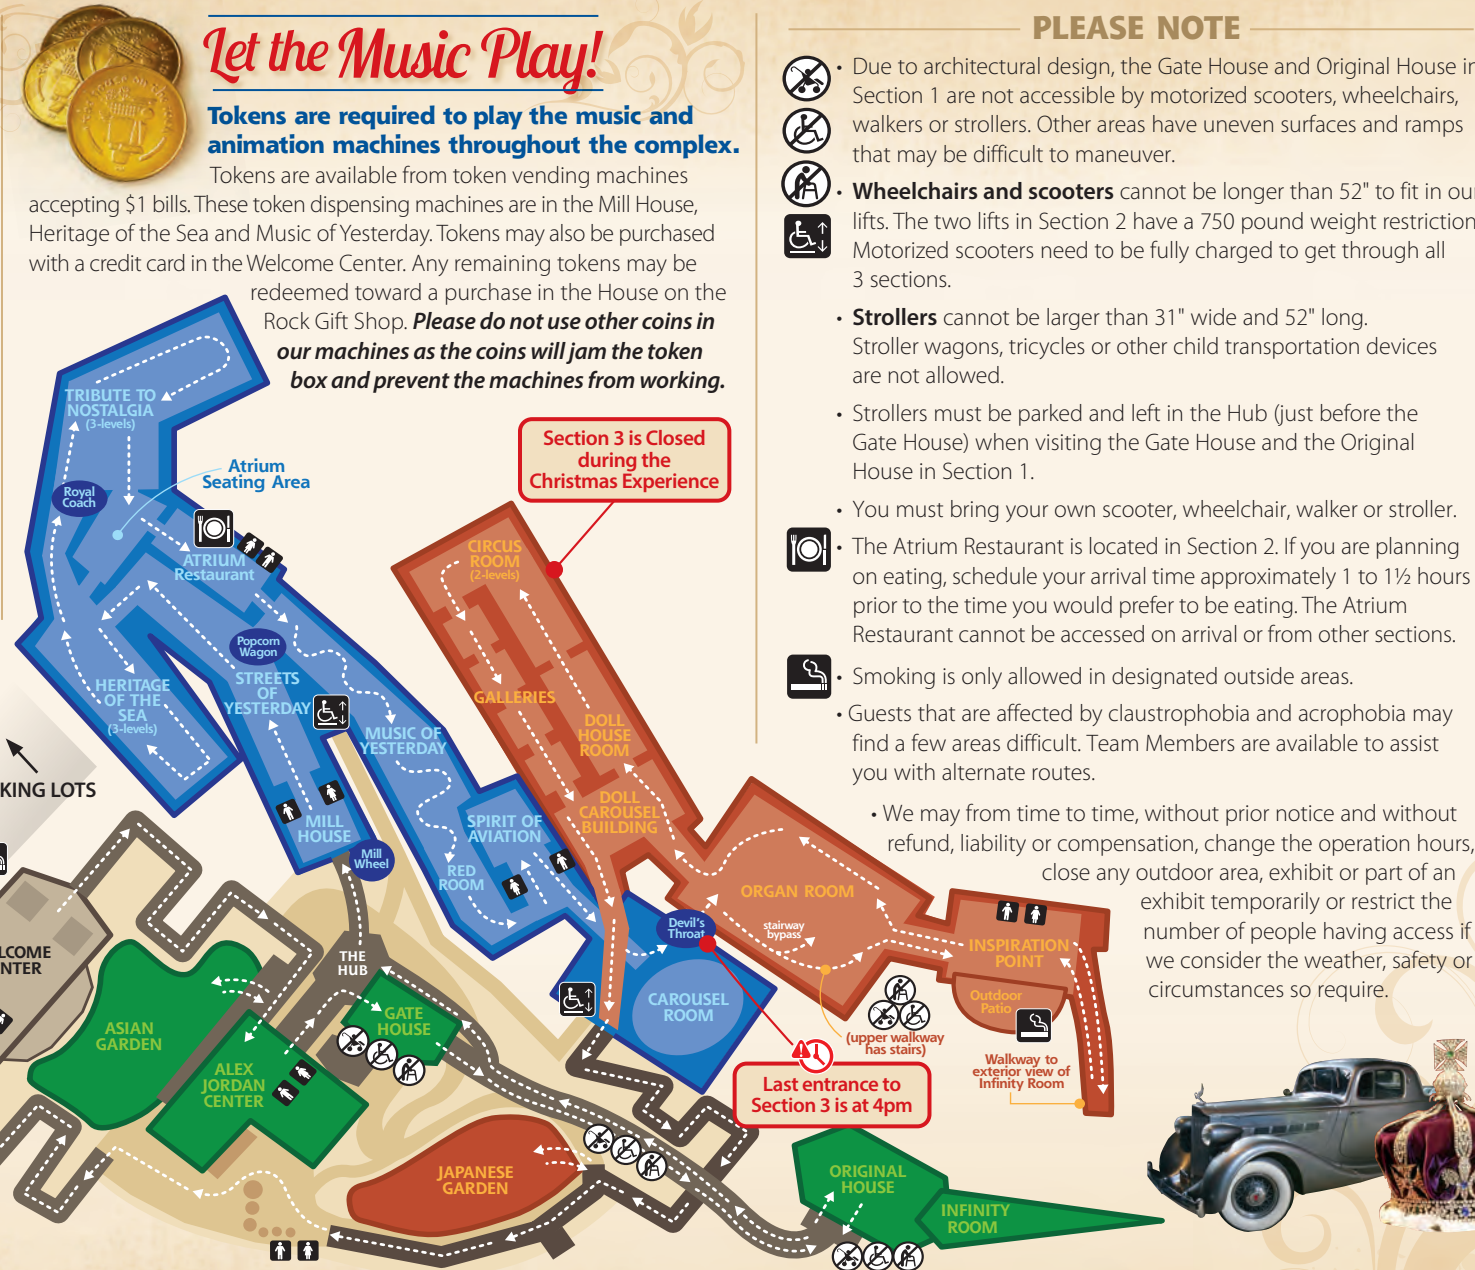 Let the Music Play!
Tokens are required to play the music and
animation machines throughout the complex.
Tokens are available from token vending machines
accepting $1 bills. These token dispensing machines are in the Mill House,
Heritage of the Sea and Music of Yesterday. Tokens may also be purchased
with a credit card in the Welcome Center. Any remaining tokens may be
redeemed toward a purchase in the House on the
Rock Gift Shop. Please do not use other coins in
our machines as the coins will jam the token
box and prevent the machines from working.
PLEASE NOTE
• Due to architectural design, the Gate House and Original House in
Section 1 are not accessible by motorized scooters, wheelchairs,
walkers or strollers. Other areas have uneven surfaces and ramps
that may be difficult to maneuver.
• Wheelchairs and scooters cannot be longer than 52" to fit in our
lifts. The two lifts in Section 2 have a 750 pound weight restriction
Motorized scooters need to be fully charged to get through all
3 sections.
• Strollers cannot be larger than 31" wide and 52" long.
Stroller wagons, tricycles or other child transportation devices
are not allowed.
• Strollers must be parked and left in the Hub (just before the
Gate House) when visiting the Gate House and the Original
House in Section 1.
• You must bring your own scooter, wheelchair, walker or stroller.
• The Atrium Restaurant is located in Section 2. If you are planning
on eating, schedule your arrival time approximately 1 to 1½ hours
prior to the time you would prefer to be eating. The Atrium
Restaurant cannot be accessed on arrival or from other sections.
• Smoking is only allowed in designated outside areas.
• Guests that are affected by claustrophobia and acrophobia may
find a few areas difficult. Team Members are available to assist
you with alternate routes.
• We may from time to time, without prior notice and without
refund, liability or compensation, change the operation hours,
close any outdoor area, exhibit or part of an
exhibit temporarily or restrict the
number of people having access if
we consider the weather, safety or
circumstances so require.
TRIBUTE TO
NOSTALGIA
(3-levels)
Atrium
Seating Area
Royal
Coach
ATRIUM
Restaurant
Popcorn
Wagon
STREETS
OF
YESTERDAY
HERITAGE
OF THE
SEA
(3-levels)
MUSIC OF
YESTERDAY
MILL
HOUSE
Mill
Wheel
SPIRIT OF
AVIATION
RED
ROOM
Section 3 is Closed
during the
Christmas Experience
CIRCUS
ROOM
(2-levels)
GALLERIES
DOLL
HOUSE
ROOM
DOLL
CAROUSEL
BUILDING
ORGAN ROOM
stairway
bypass
Devil's
Throat
CAROUSEL
ROOM
INSPIRATION
POINT
Outdoor
Patio
(upper walkway
has stairs)
Walkway to
exterior view of
Infinity Room
Last entrance to
Section 3 is at 4pm
KING LOTS
LCOME
NTER
THE
HUB
ASIAN
GARDEN
GATE
HOUSE
ALEX
JORDAN
CENTER
JAPANESE
GARDEN
ORIGINAL
HOUSE
INFINITY
ROOM